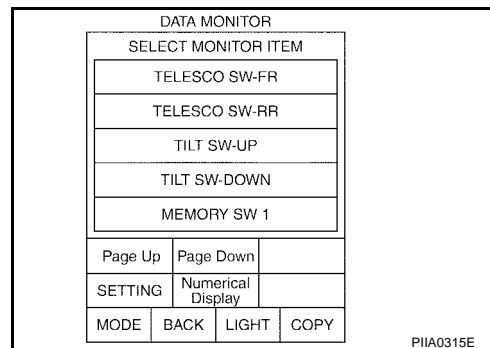 DATA MONITOR
SELECT MONITOR ITEM
TELESCO SW-FR
TELESCO SW-RR
TILT SW-UP
TILT SW-DOWN
MEMORY SW 1
Page Up Page Down
SETTING Numerical
Display
MODE BACK LIGHT COPY
PIIA0315E